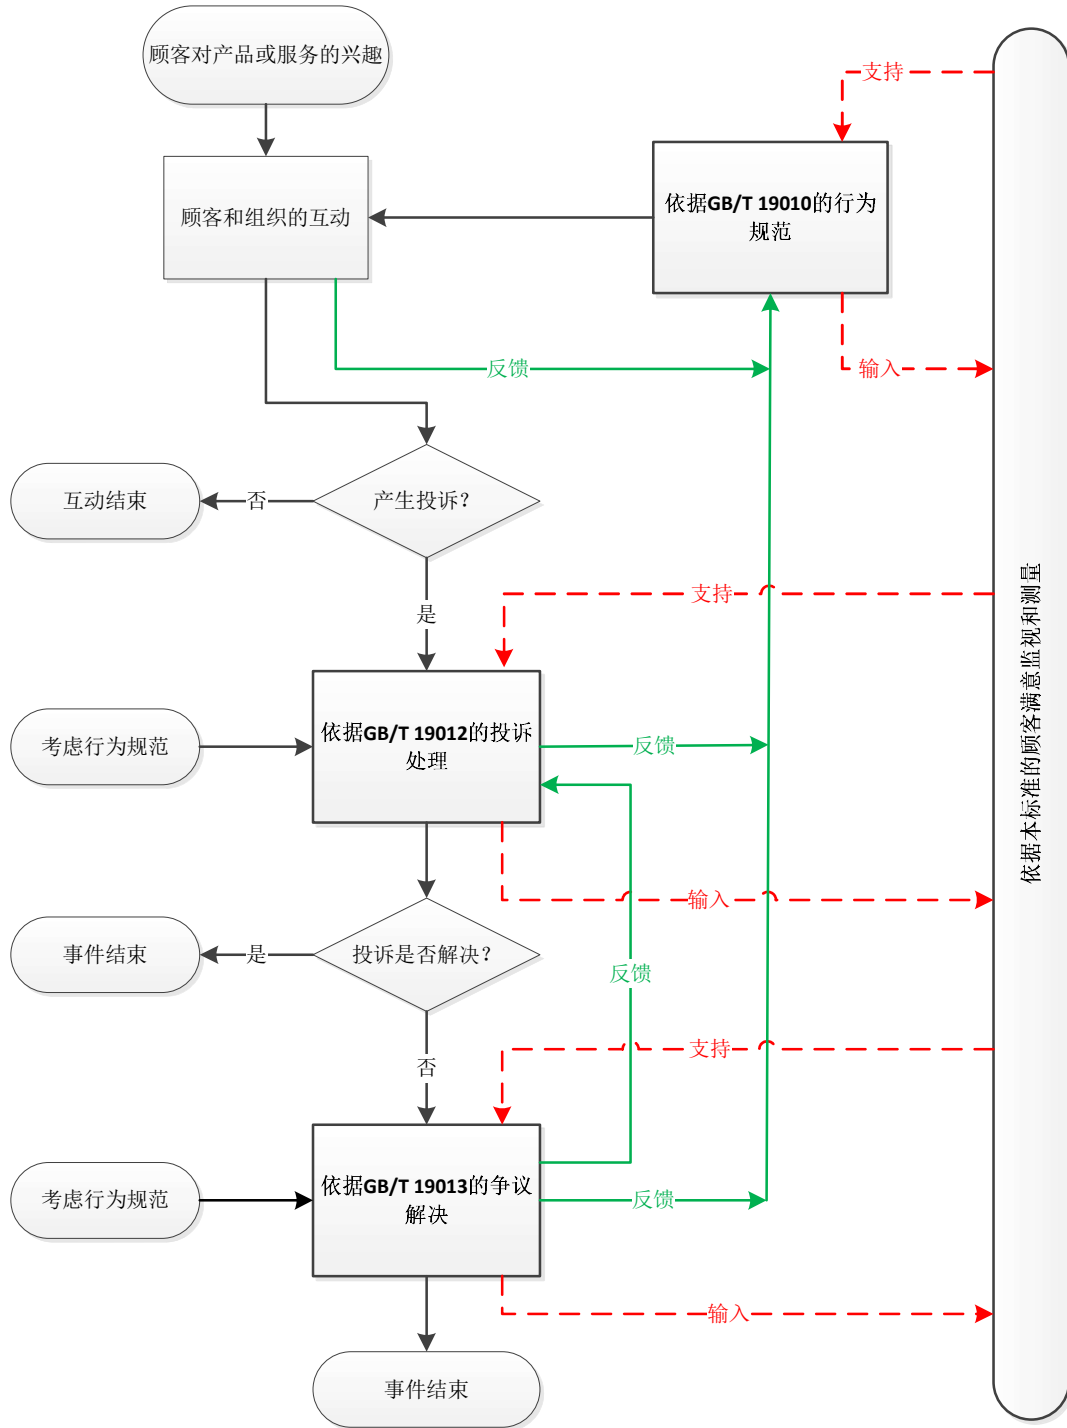 顾客对产品或服务的兴趣
支持
顾客和组织的互动
依据GB/T 19010的行为
规范
反馈
输入
互动结束
否
产生投诉？
是
支持
考虑行为规范
依据GB/T 19012的投诉
处理
反馈
输入
事件结束
是
投诉是否解决？
反馈
否
支持
考虑行为规范
依据GB/T 19013的争议
解决
反馈
输入
事件结束
依据本标准的顾客满意监视和测量